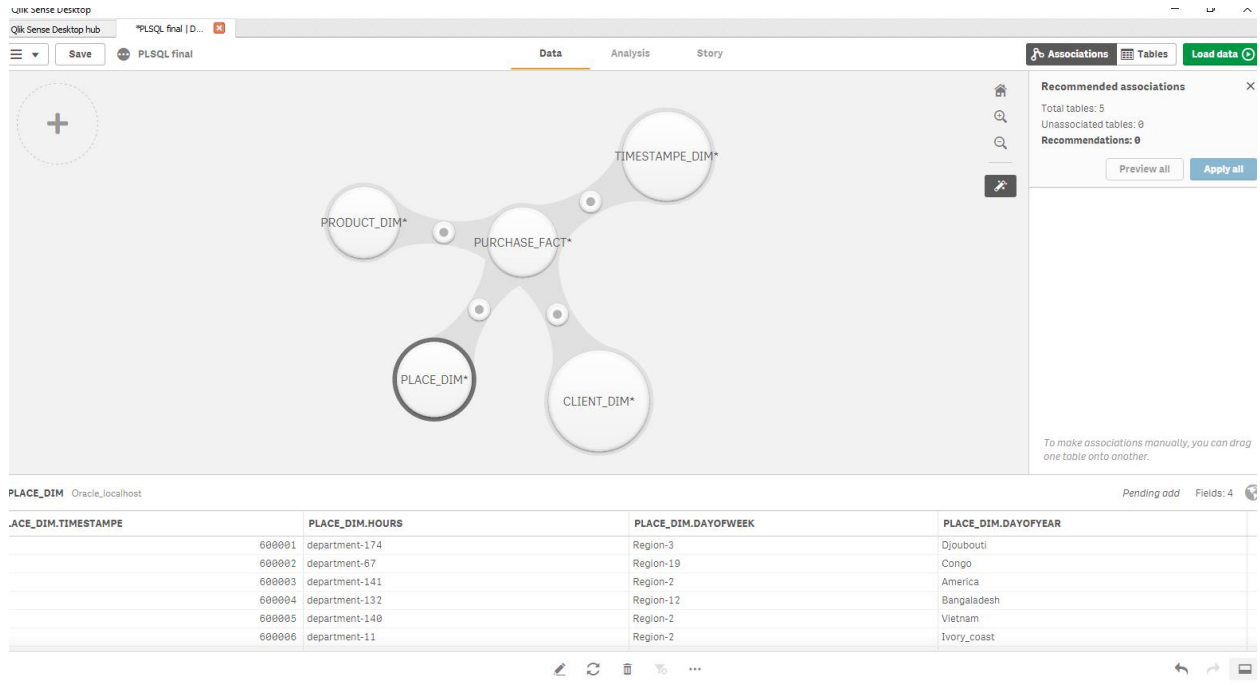 Qlik Sense Desktop
Qlik Sense Desktop hub *PLSQL final | D...
Save PLSQL final Data Analysis Story Associations Tables Load data
Recommended associations
Total tables: 5
Unassociated tables: 0
Recommendations: 0
Preview all Apply all
TIMESTAMPE_DIM*
PRODUCT_DIM*
PURCHASE_FACT*
PLACE_DIM*
CLIENT_DIM*
To make associations manually, you can drag
one table onto another.
PLACE_DIM Oracle_localhost Pending add Fields: 4
LACE_DIM.TIMESTAMPE PLACE_DIM.HOURS PLACE_DIM.DAYOFWEEK PLACE_DIM.DAYOFYEAR
600001 department-174 Region-3 Djoubouti
600002 department-67 Region-19 Congo
600003 department-141 Region-2 America
600004 department-132 Region-12 Bangaladesh
600005 department-140 Region-2 Vietnam
600006 department-11 Region-2 Ivory_coast